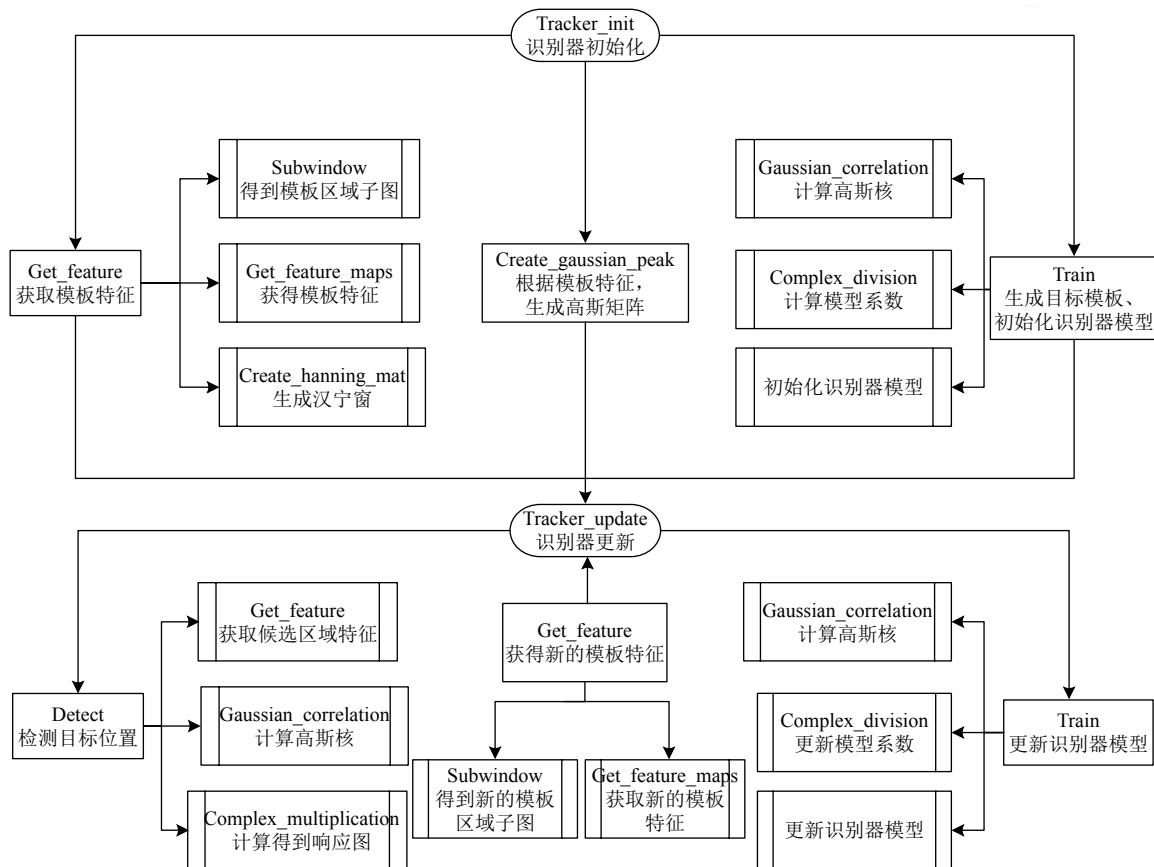 Tracker_init
识别器初始化
Subwindow
得到模板区域子图
Gaussian_correlation
计算高斯核
Get_feature
获取模板特征
Get_feature_maps
获得模板特征
Create_gaussian_peak
根据模板特征，
生成高斯矩阵
Complex_division
计算模型系数
Train
生成目标模板、
初始化识别器模型
Create_hanning_mat
生成汉宁窗
初始化识别器模型
Tracker_update
识别器更新
Get_feature
获取候选区域特征
Get_feature
获得新的模板特征
Gaussian_correlation
计算高斯核
Detect
检测目标位置
Gaussian_correlation
计算高斯核
Complex_division
更新模型系数
Train
更新识别器模型
Complex_multiplication
计算得到响应图
Subwindow
得到新的模板
区域子图
Get_feature_maps
获取新的模板
特征
更新识别器模型